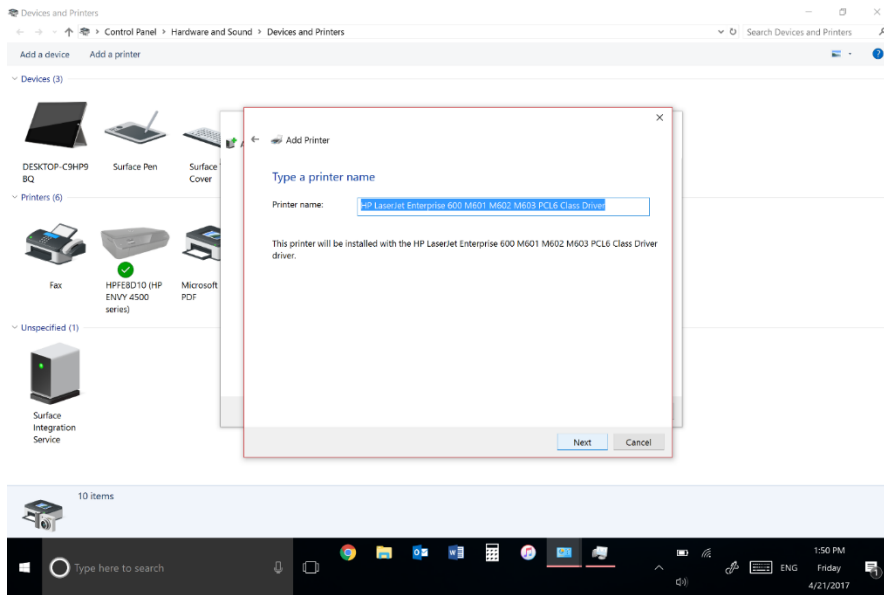 Devices and Printers
Control Panel > Hardware and Sound > Devices and Printers
Search Devices and Printers
Add a device Add a printer
Devices (3)
DESKTOP-C9HP9
BQ
Surface Pen
Surface
Cover
Printers (6)
Fax
HPFE8D10 (HP
ENVY 4500
series)
Microsoft
PDF
Unspecified (1)
Surface
Integration
Service
Add Printer
Type a printer name
Printer name: HP LaserJet Enterprise 600 M601 M602 M603 PCL6 Class Driver
This printer will be installed with the HP LaserJet Enterprise 600 M601 M602 M603 PCL6 Class Driver
driver.
Next Cancel
10 items
Type here to search
ENG
1:50 PM
Friday
4/21/2017